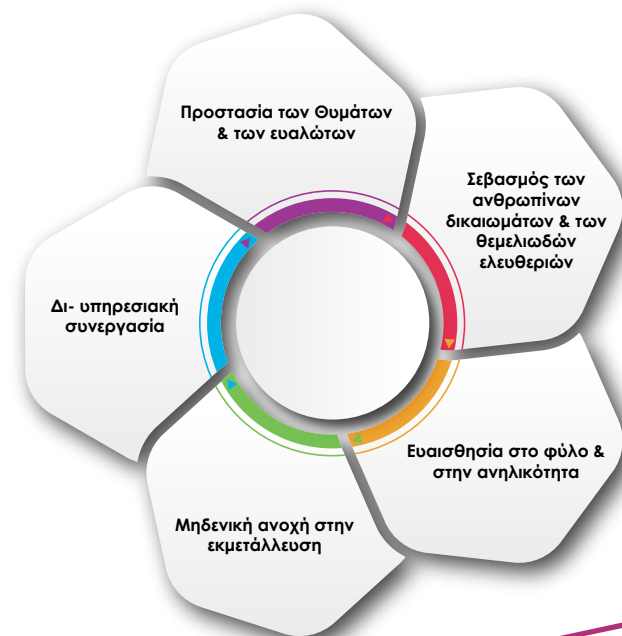 Προστασία των Θυμάτων
& των ευαλώτων
Σεβασμός των
ανθρωπίνων
δικαιωμάτων & των
θεμελιωδών
ελευθεριών
Ευαισθησία στο φύλο &
στην ανηλικότητα
Μηδενική ανοχή στην
εκμετάλλευση
Δι- υπηρεσιακή
συνεργασία